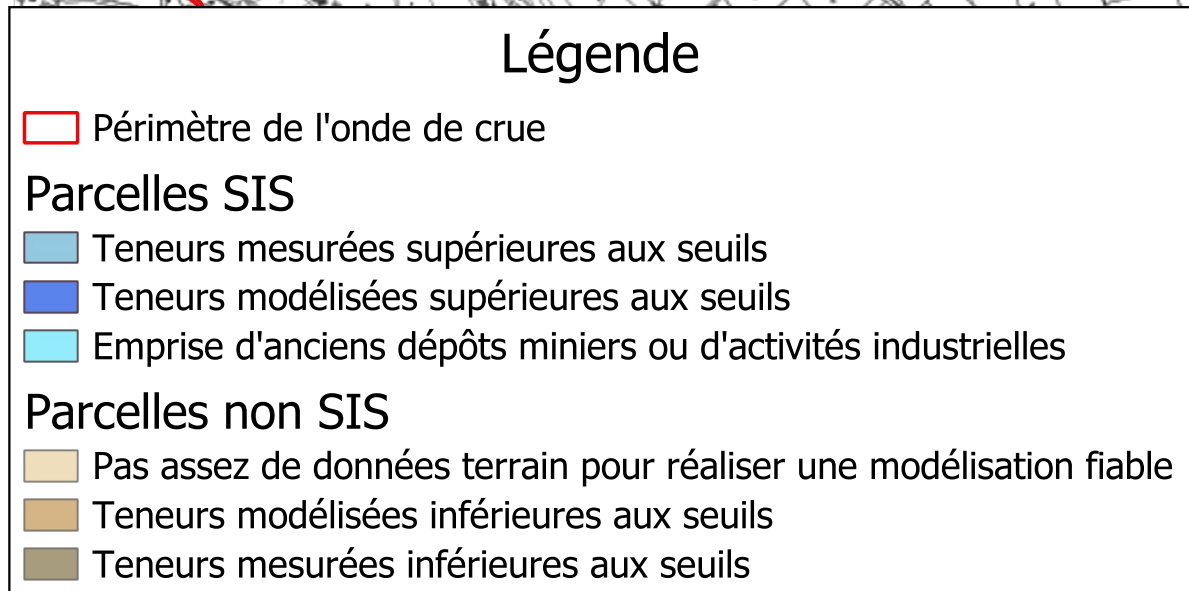 Légende
Périmètre de l'onde de crue
Parcelles SIS
Teneurs mesurées supérieures aux seuils
Teneurs modélisées supérieures aux seuils
Emprise d'anciens dépôts miniers ou d'activités industrielles
Parcelles non SIS
Pas assez de données terrain pour réaliser une modélisation fiable
Teneurs modélisées inférieures aux seuils
Teneurs mesurées inférieures aux seuils